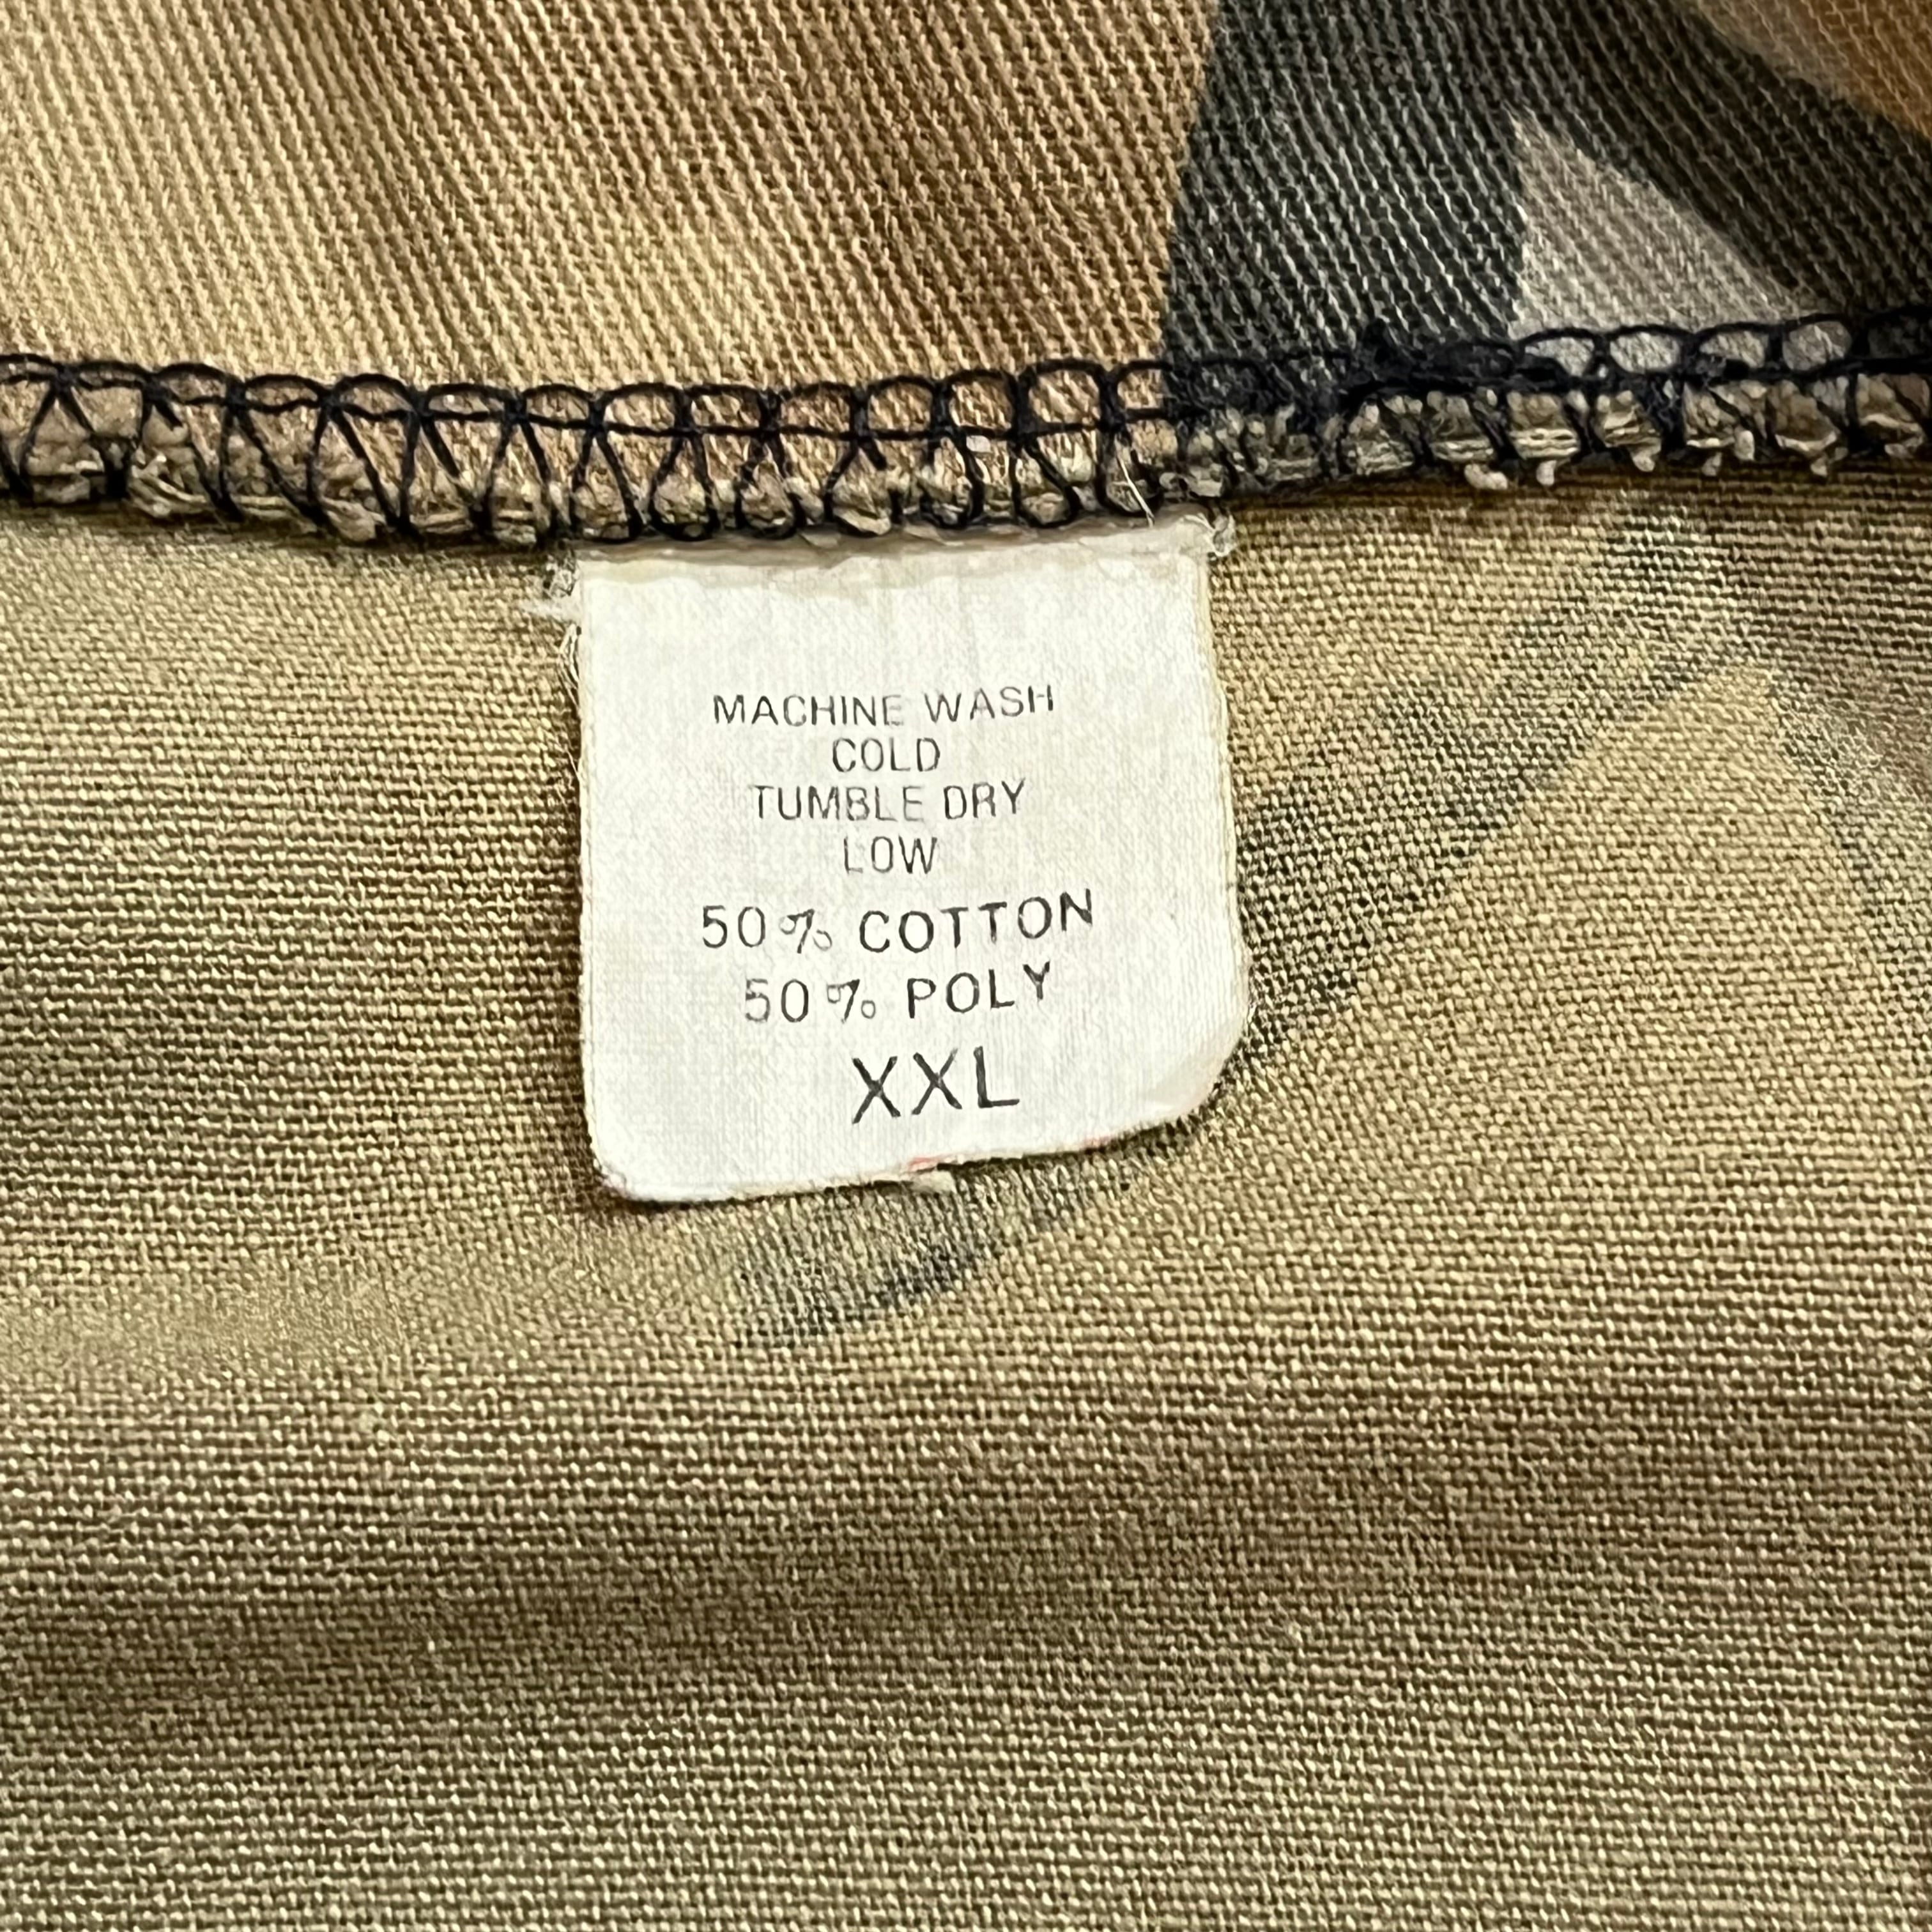 MACHINE WASH
COLD
TUMBLE DRY
LOW
50% COTTON
50% POLY
XXL